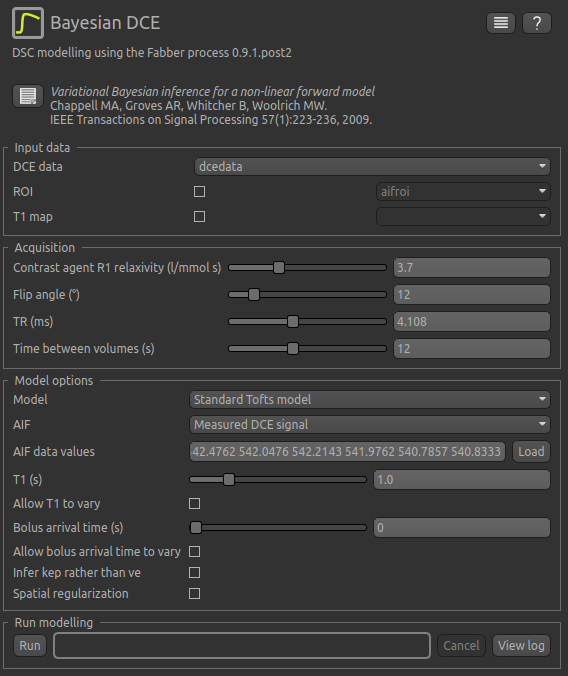 Bayesian DCE
?
DSC modelling using the Fabber process 0.9.1.post2
Variational Bayesian inference for a non-linear forward model
Chappell MA, Groves AR, Whitcher B, Woolrich MW.
IEEE Transactions on Signal Processing 57(1):223-236, 2009.
Input data
DCE data dcedata
ROI aifroi
T1 map
Acquisition
Contrast agent R1 relaxivity (l/mmol s) 3.7
Flip angle (°) 12
TR (ms) 4.108
Time between volumes (s) 12
Model options
Model Standard Tofts model
AIF Measured DCE signal
AIF data values 42.4762 542.0476 542.2143 541.9762 540.7857 540.8333 Load
T1 (s) 1.0
Allow T1 to vary
Bolus arrival time (s) 0
Allow bolus arrival time to vary
Infer kep rather than ve
Spatial regularization
Run modelling
Run Cancel View log